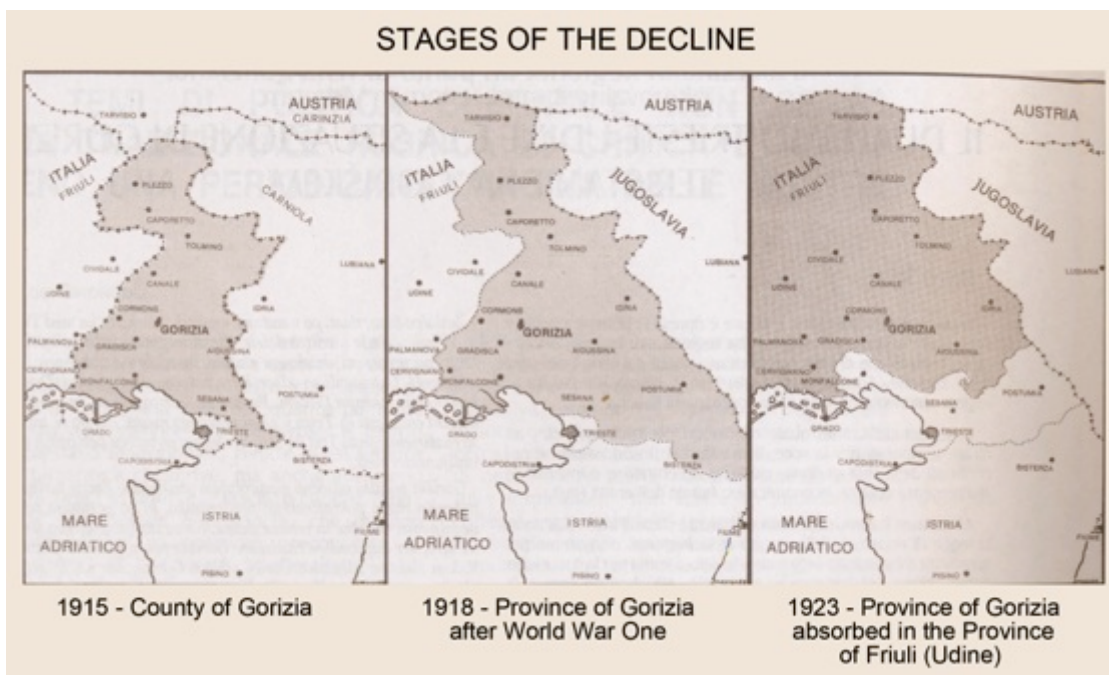 STAGES OF THE DECLINE
AUSTRIA
CARINZIA
TARVISIO
ITALIA
FRIULI
PLEZZO
CARNIOLA
CAPORETTO
TOLMINO
LUBIANA
CIVIDALE
CANALE
UDINE
IDRIA
CORMONS
GORIZIA
PALMANOVA
GRADISCA
AIDUSSINA
CERVIGNANO
MONFALCONE
POSTUMIA
SESANA
GRADO
TRIESTE
CAPODISTRIA
BISTERZA
MARE
ADRIATICO
ISTRIA
FIUME
PISINO
AUSTRIA
TARVISIO
ITALIA
FRIULI
PLEZZO
JUGOSLAVIA
CAPORETTO
TOLMINO
LUBIANA
CIVIDALE
CANALE
UDINE
IDRIA
CORMONS
GORIZIA
PALMANOVA
GRADISCA
AIDUSSINA
CERVIGNANO
MONFALCONE
POSTUMIA
SESANA
GRADO
TRIESTE
CAPODISTRIA
BISTERZA
MARE
ADRIATICO
ISTRIA
FIUME
PISINO
AUSTRIA
TARVISIO
ITALIA
FRIULI
PLEZZO
JUGOSLAVIA
CAPORETTO
TOLMINO
LUBIANA
CIVIDALE
CANALE
UDINE
IDRIA
CORMONS
GORIZIA
PALMANOVA
GRADISCA
AIDUSSINA
CERVIGNANO
MONFALCONE
POSTUMIA
SESANA
GRADO
TRIESTE
CAPODISTRIA
BISTERZA
MARE
ADRIATICO
ISTRIA
FIUME
PISINO
1915 - County of Gorizia
1918 - Province of Gorizia
after World War One
1923 - Province of Gorizia
absorbed in the Province
of Friuli (Udine)